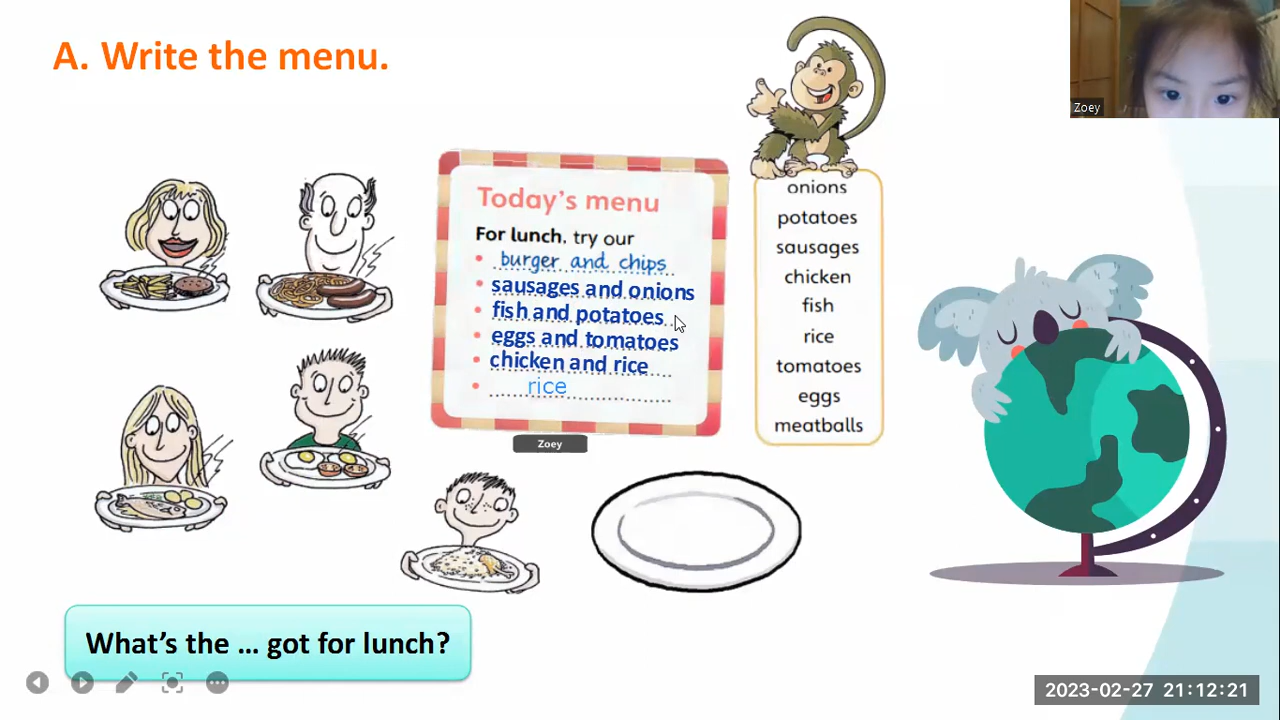 A. Write the menu.
Zoey
Today's menu
For lunch, try our
burger and chips
sausages and onions
fish and potatoes
eggs and tomatoes
chicken and rice
rice
Zoey
onions
potatoes
sausages
chicken
fish
rice
tomatoes
eggs
meatballs
What's the ... got for lunch?
2023-02-27 21:12:21